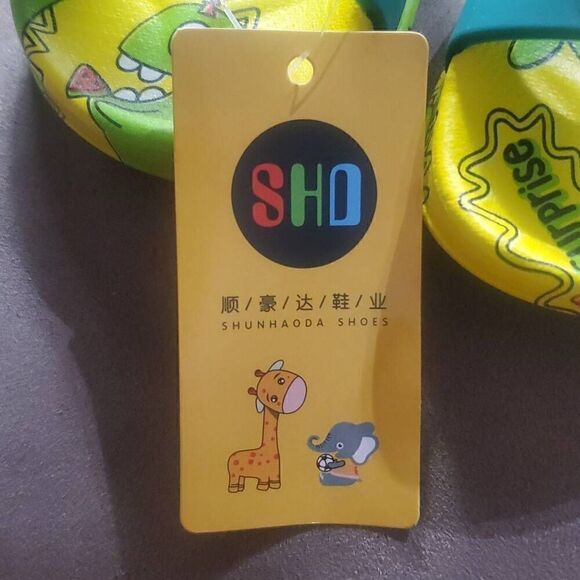 SHD
顺/豪/达/鞋/业
SHUNHAODA SHOES
Surprise